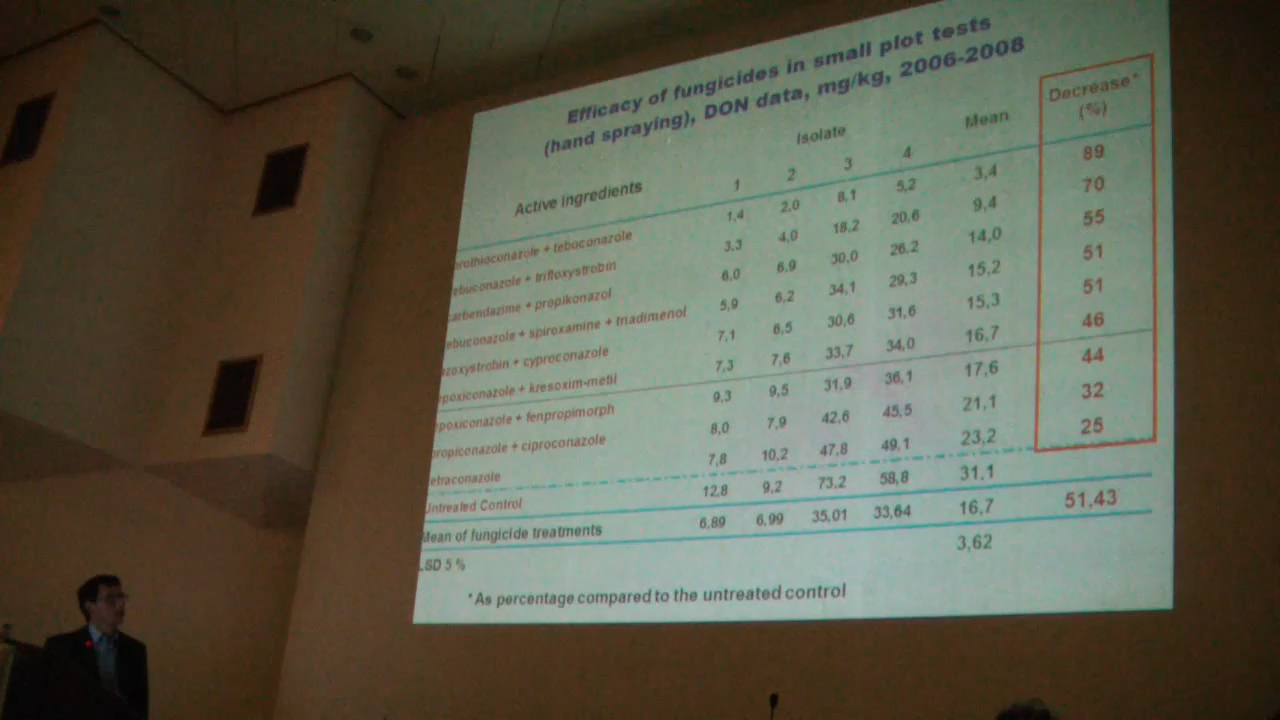 Efficacy of fungicides in small plot tests
(hand spraying), DON data, mg/kg, 2006-2008
Active ingredients Isolate Mean Decrease* (%)
1 2 3 4
rothioconazole + tebuconazole 1,4 2,0 8,1 5,2 3,4 89
ebuconazole + trifloxystrobin 3,3 4,0 18,2 20,6 9,4 70
carbendazime + propikonazol 6,0 6,9 30,0 26,2 14,0 55
ebuconazole + spiroxamine + triadimenol 5,9 6,2 34,1 29,3 15,2 51
zoxystrobin + cyproconazole 7,1 6,5 30,6 31,6 15,3 51
epoxiconazole + kresoxim-metil 7,3 7,6 33,7 34,0 16,7 46
epoxiconazole + fenpropimorph 9,3 9,5 31,9 36,1 17,6 44
propiconazole + ciproconazole 8,0 7,9 42,6 45,5 21,1 32
etraconazole 7,8 10,2 47,8 49,1 23,2 25
Untreated Control 12,8 9,2 73,2 58,8 31,1
Mean of fungicide treatments 6,89 6,99 35,01 33,64 16,7 51,43
LSD 5 % 3,62
*As percentage compared to the untreated control